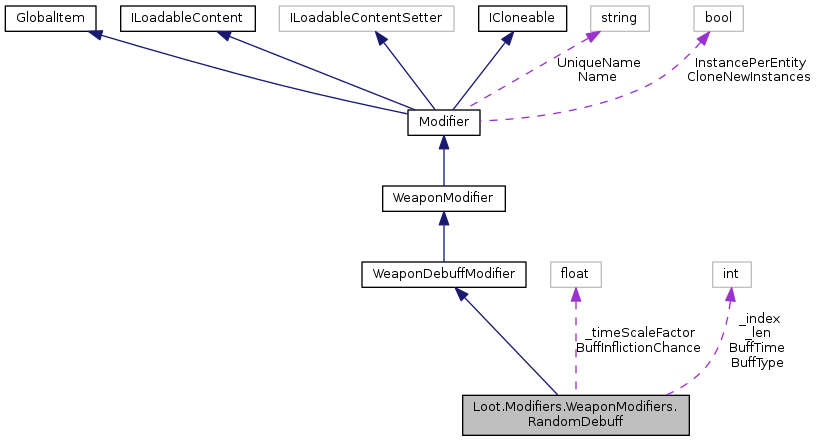 GlobalItem
ILoadableContent
ILoadableContentSetter
ICloneable
string
bool
UniqueName
Name
InstancePerEntity
CloneNewInstances
Modifier
WeaponModifier
WeaponDebuffModifier
float
int
_timeScaleFactor
BuffInflictionChance
_index
_len
BuffTime
BuffType
Loot.Modifiers.WeaponModifiers.
RandomDebuff